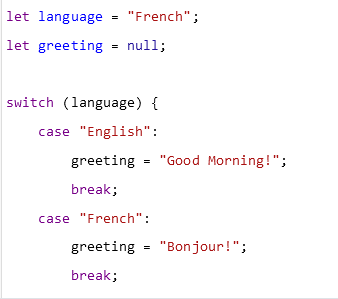 let language = "French";
let greeting = null;
switch (language) {
case "English":
greeting = "Good Morning!";
break;
case "French":
greeting = "Bonjour!";
break;